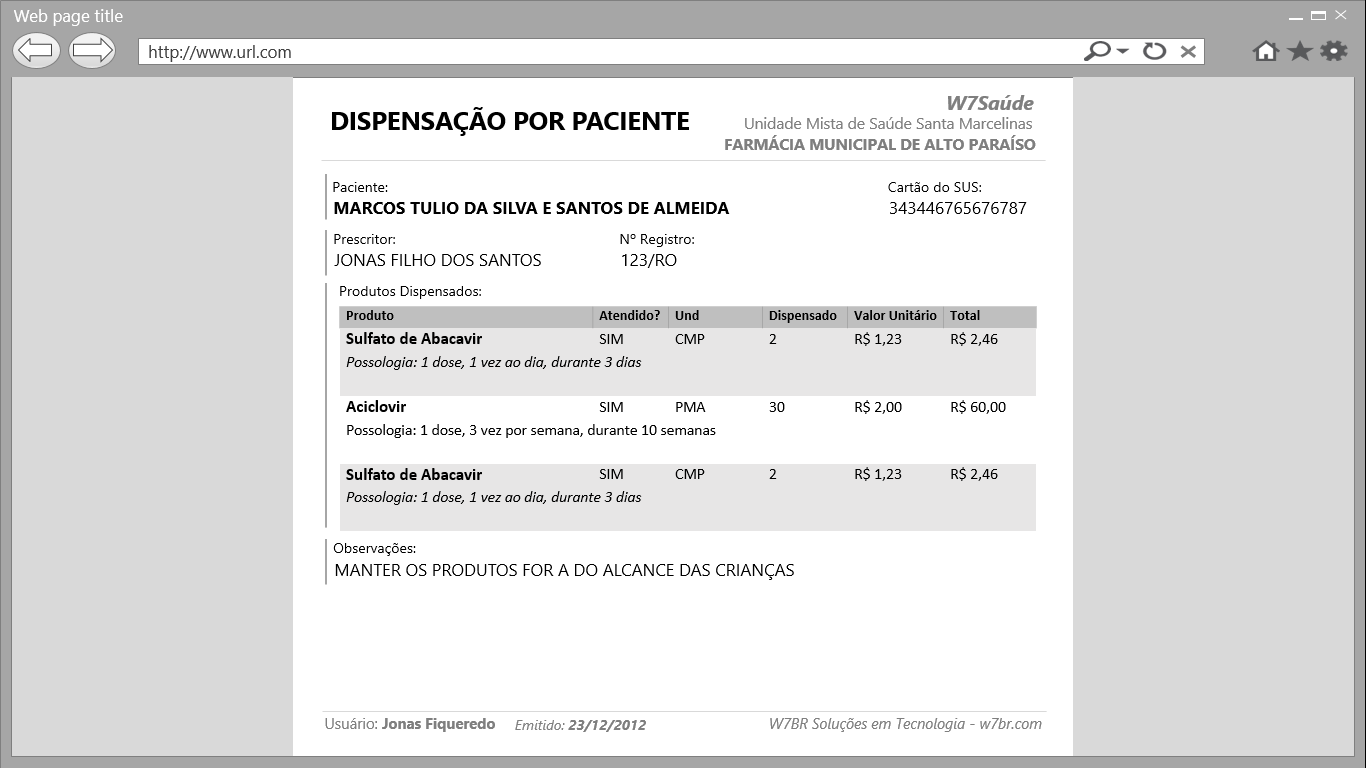 Web page title
http://www.url.com
DISPENSAÇÃO POR PACIENTE
W7Saúde
Unidade Mista de Saúde Santa Marcelinas
FARMÁCIA MUNICIPAL DE ALTO PARAÍSO
Paciente: Cartão do SUS:
MARCOS TULIO DA SILVA E SANTOS DE ALMEIDA 343446765676787
Prescritor: Nº Registro:
JONAS FILHO DOS SANTOS 123/RO
Produtos Dispensados:
Produto Atendido? Und Dispensado Valor Unitário Total
Sulfato de Abacavir SIM CMP 2 R$ 1,23 R$ 2,46
Possologia: 1 dose, 1 vez ao dia, durante 3 dias
Aciclovir SIM PMA 30 R$ 2,00 R$ 60,00
Possologia: 1 dose, 3 vez por semana, durante 10 semanas
Sulfato de Abacavir SIM CMP 2 R$ 1,23 R$ 2,46
Possologia: 1 dose, 1 vez ao dia, durante 3 dias
Observações:
MANTER OS PRODUTOS FOR A DO ALCANCE DAS CRIANÇAS
Usuário: Jonas Fiqueredo Emitido: 23/12/2012 W7BR Soluções em Tecnologia - w7br.com